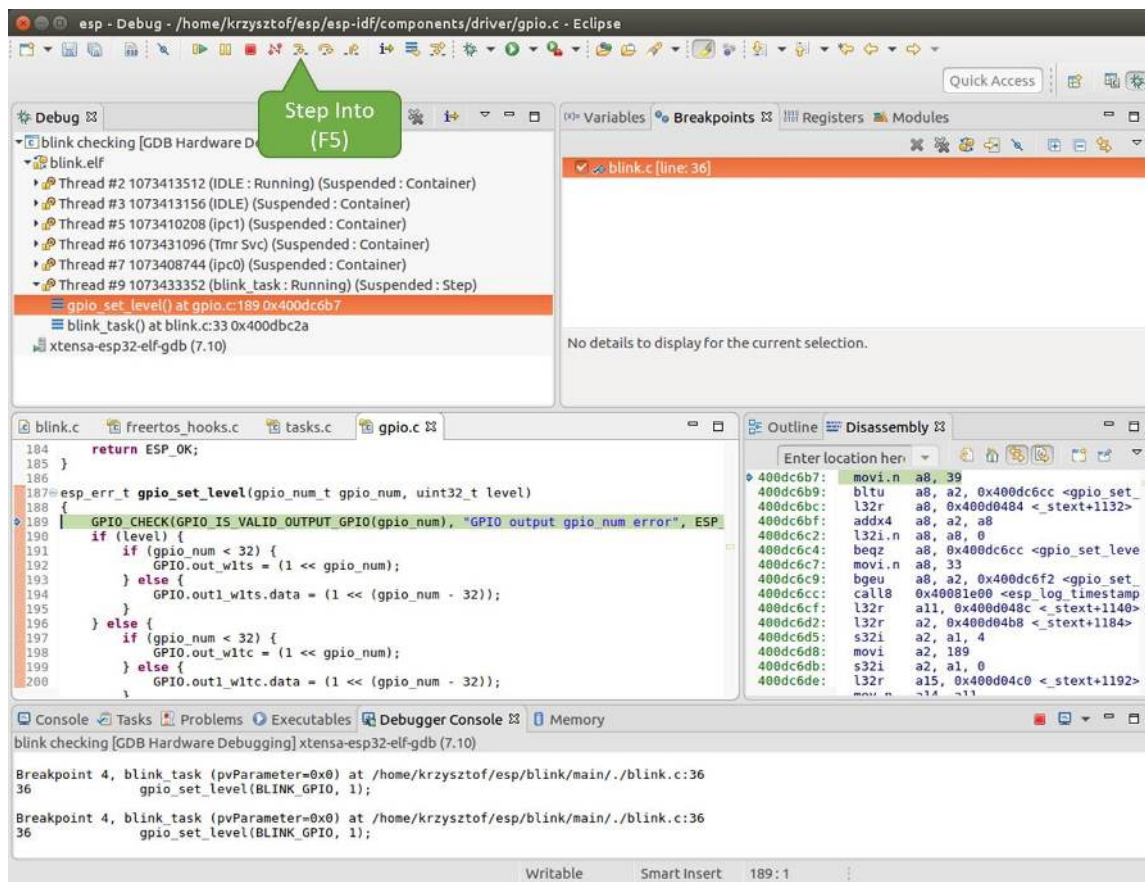 esp - Debug - /home/krzysztof/esp/esp-idf/components/driver/gpio.c - Eclipse
Quick Access
Step Into
(F5)
Debug
blink checking [GDB Hardware De
blink.elf
Thread #2 1073413512 (IDLE : Running) (Suspended : Container)
Thread #3 1073413156 (IDLE) (Suspended : Container)
Thread #5 1073410208 (ipc1) (Suspended : Container)
Thread #6 1073431096 (Tmr Svc) (Suspended : Container)
Thread #7 1073408744 (ipc0) (Suspended : Container)
Thread #9 1073433352 (blink_task : Running) (Suspended : Step)
gpio_set_level() at gpio.c:189 0x400dc6b7
blink_task() at blink.c:33 0x400dbc2a
xtensa-esp32-elf-gdb (7.10)
Variables Breakpoints Registers Modules
blink.c [line: 36]
No details to display for the current selection.
blink.c freertos_hooks.c tasks.c gpio.c
184 return ESP_OK;
185 }
186
187 esp_err_t gpio_set_level(gpio_num_t gpio_num, uint32_t level)
188 {
189 GPIO_CHECK(GPIO_IS_VALID_OUTPUT_GPIO(gpio_num), "GPIO output gpio_num error", ESP_
190 if (level) {
191 if (gpio_num < 32) {
192 GPIO.out_w1ts = (1 << gpio_num);
193 } else {
194 GPIO.out1_w1ts.data = (1 << (gpio_num - 32));
195 }
196 } else {
197 if (gpio_num < 32) {
198 GPIO.out_w1tc = (1 << gpio_num);
199 } else {
200 GPIO.out1_w1tc.data = (1 << (gpio_num - 32));
}
Outline Disassembly
Enter location her
400dc6b7: movi.n a8, 39
400dc6b9: bltu a8, a2, 0x400dc6cc <gpio_set_
400dc6bc: l32r a8, 0x400d0484 <_stext+1132>
400dc6bf: addx4 a8, a2, a8
400dc6c2: l32i.n a8, a8, 0
400dc6c4: beqz a8, 0x400dc6cc <gpio_set_leve
400dc6c7: movi.n a8, 33
400dc6c9: bgeu a8, a2, 0x400dc6f2 <gpio_set_
400dc6cc: call8 0x40081e00 <esp_log_timestamp
400dc6cf: l32r a11, 0x400d048c <_stext+1140>
400dc6d2: l32r a2, 0x400d04b8 <_stext+1184>
400dc6d5: s32i a2, a1, 4
400dc6d8: movi a2, 189
400dc6db: s32i a2, a1, 0
400dc6de: l32r a15, 0x400d04c0 <_stext+1192>
mov.n a14, a11
Console Tasks Problems Executables Debugger Console Memory
blink checking [GDB Hardware Debugging] xtensa-esp32-elf-gdb (7.10)
Breakpoint 4, blink_task (pvParameter=0x0) at /home/krzysztof/esp/blink/main/./blink.c:36
36 gpio_set_level(BLINK_GPIO, 1);
Breakpoint 4, blink_task (pvParameter=0x0) at /home/krzysztof/esp/blink/main/./blink.c:36
36 gpio_set_level(BLINK_GPIO, 1);
Writable Smart Insert 189 : 1